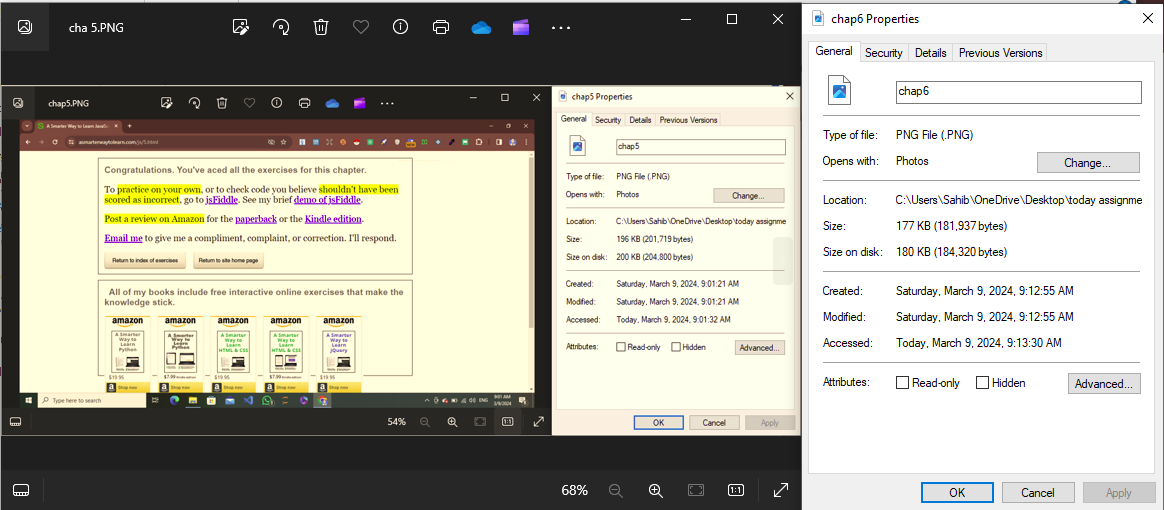 cha 5.PNG
chap5.PNG
A Smarter Way to Learn JavaS
asmarterwaytolearn.com/js/5.html
Congratulations. You've aced all the exercises for this chapter.
To practice on your own, or to check code you believe shouldn't have been
scored as incorrect, go to jsFiddle. See my brief demo of jsFiddle.
Post a review on Amazon for the paperback or the Kindle edition.
Email me to give me a compliment, complaint, or correction. I'll respond.
Return to index of exercises
Return to site home page
All of my books include free interactive online exercises that make the
knowledge stick.
amazon amazon amazon amazon amazon
A Smarter Way to Learn Python
A Smarter Way to Learn
A Smarter Way to Learn HTML & CSS
A Smarter Way to Learn HTML & CSS
A Smarter Way to Learn jQuery
$19.95 $7.99 Kindle edition $19.95 $7.99 Kindle edition $19.95
Shop now Shop now Shop now Shop now Shop now
Type here to search
ENG
9:01 AM
3/9/2024
54%
1:1
chap5 Properties
General Security Details Previous Versions
chap5
Type of file: PNG File (.PNG)
Opens with: Photos
Change...
Location: C:\Users\Sahib\OneDrive\Desktop\today assignme
Size: 196 KB (201,719 bytes)
Size on disk: 200 KB (204,800 bytes)
Created: Saturday, March 9, 2024, 9:01:21 AM
Modified: Saturday, March 9, 2024, 9:01:21 AM
Accessed: Today, March 9, 2024, 9:01:32 AM
Attributes: Read-only Hidden Advanced...
OK Cancel Apply
68%
1:1
chap6 Properties
General Security Details Previous Versions
chap6
Type of file: PNG File (.PNG)
Opens with: Photos
Change...
Location: C:\Users\Sahib\OneDrive\Desktop\today assignme
Size: 177 KB (181,937 bytes)
Size on disk: 180 KB (184,320 bytes)
Created: Saturday, March 9, 2024, 9:12:55 AM
Modified: Saturday, March 9, 2024, 9:12:55 AM
Accessed: Today, March 9, 2024, 9:13:30 AM
Attributes: Read-only Hidden Advanced...
OK Cancel Apply